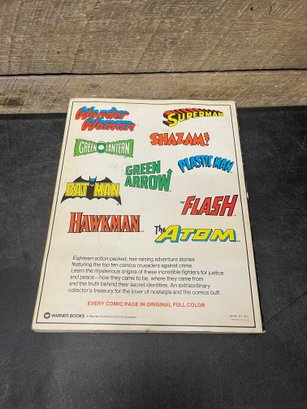 Wonder Woman
SUPERMAN
SHAZAM!
GREEN LANTERN
PLASTIC MAN
GREEN ARROW
BATMAN
The FLASH
HAWKMAN
The ATOM
Eighteen action-packed, hair-raising adventure stories
featuring the top ten comics crusaders against crime.
Learn the mysterious origins of these incredible fighters for justice
and peace – how they came to be, where they came from
and the truth behind their secret identities. An extraordinary
collector's treasury for the lover of nostalgia and the comics buff.
EVERY COMIC PAGE IN ORIGINAL FULL COLOR
WARNER BOOKS
A Warner Communications Company